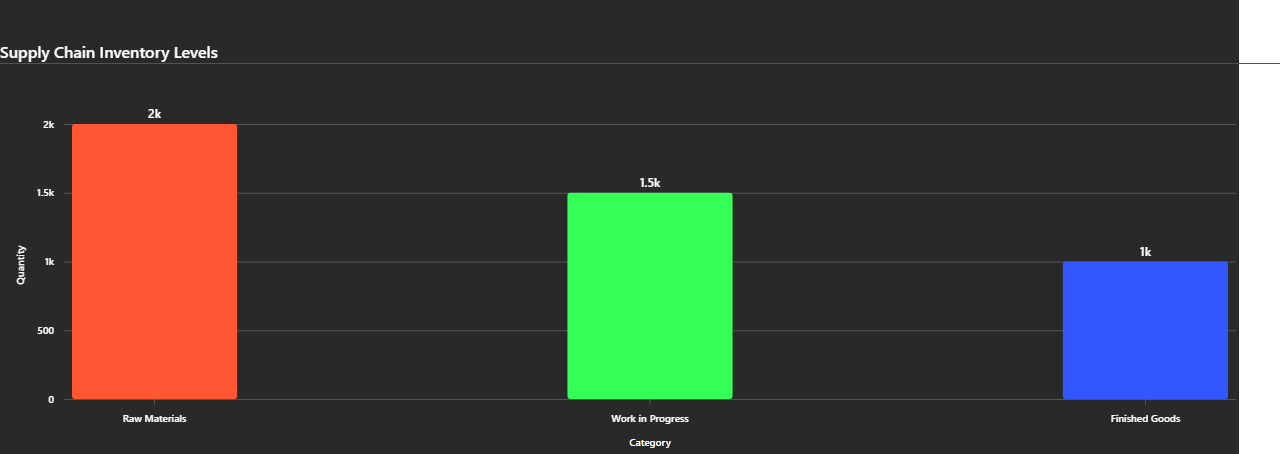 Supply Chain Inventory Levels
2k
2k
1.5k
1.5k
Quantity
1k
1k
500
0
Raw Materials
Work in Progress
Finished Goods
Category